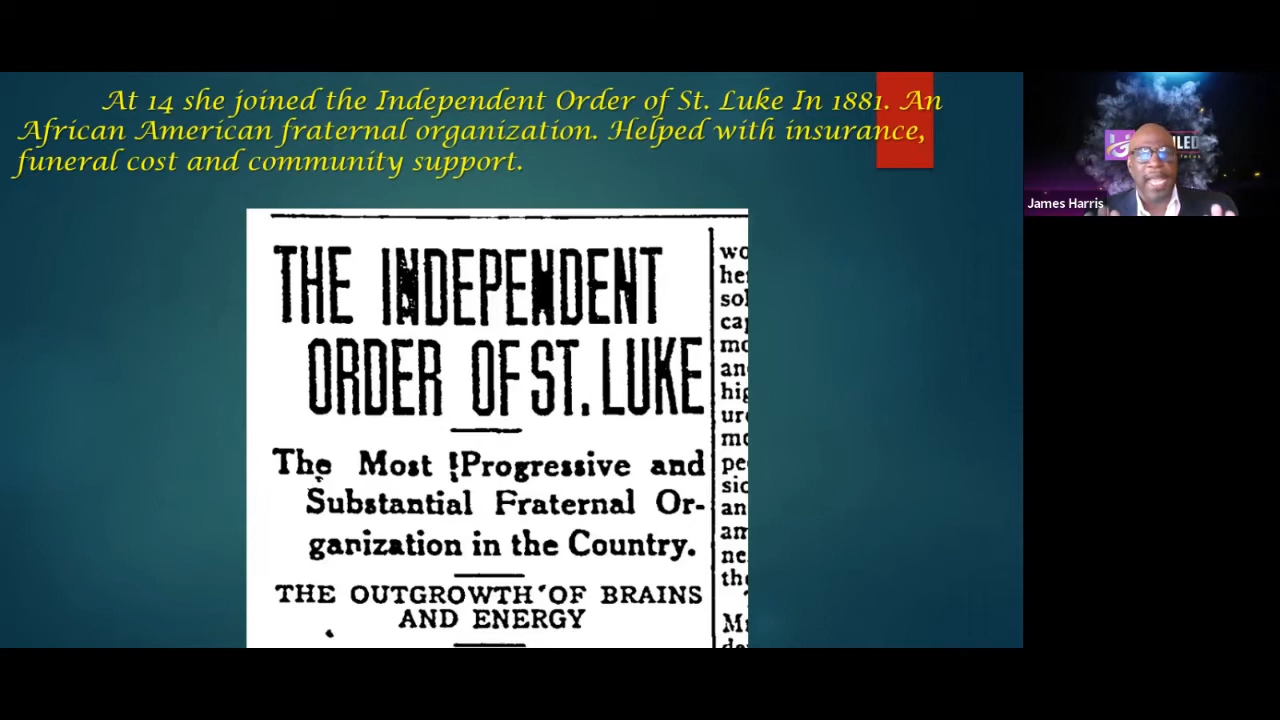 At 14 she joined the Independent Order of St. Luke In 1881. An
African American fraternal organization. Helped with insurance,
funeral cost and community support.
THE INDEPENDENT
ORDER OF ST. LUKE
The Most Progressive and
Substantial Fraternal Or-
ganization in the Country.
THE OUTGROWTH OF BRAINS
AND ENERGY
James Harris